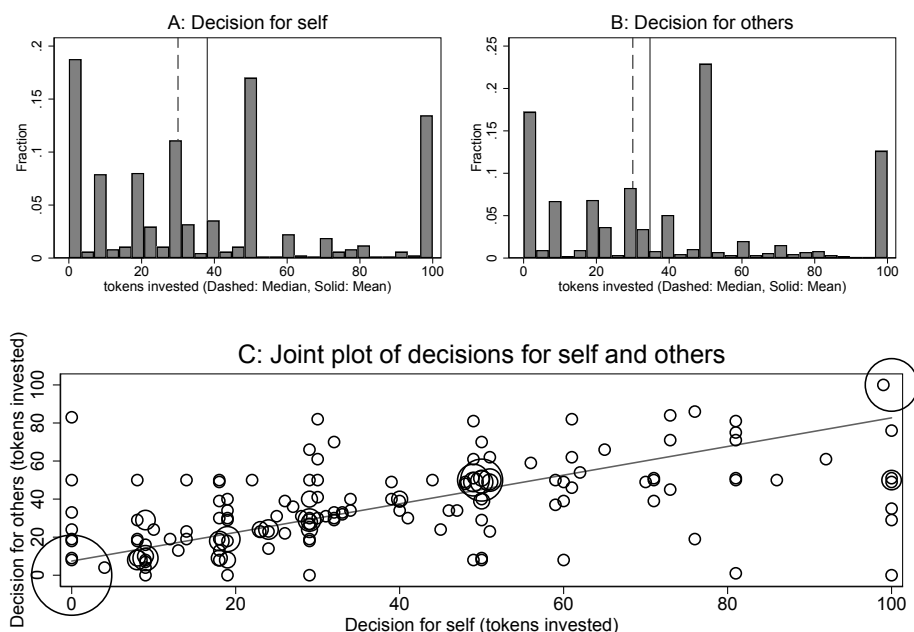 A: Decision for self
.2
.15
.1
.05
0
Fraction
0 20 40 60 80 100
tokens invested (Dashed: Median, Solid: Mean)
B: Decision for others
.25
.2
.15
.1
.05
0
Fraction
0 20 40 60 80 100
tokens invested (Dashed: Median, Solid: Mean)
C: Joint plot of decisions for self and others
Decision for others (tokens invested)
100
80
60
40
20
0
0 20 40 60 80 100
Decision for self (tokens invested)